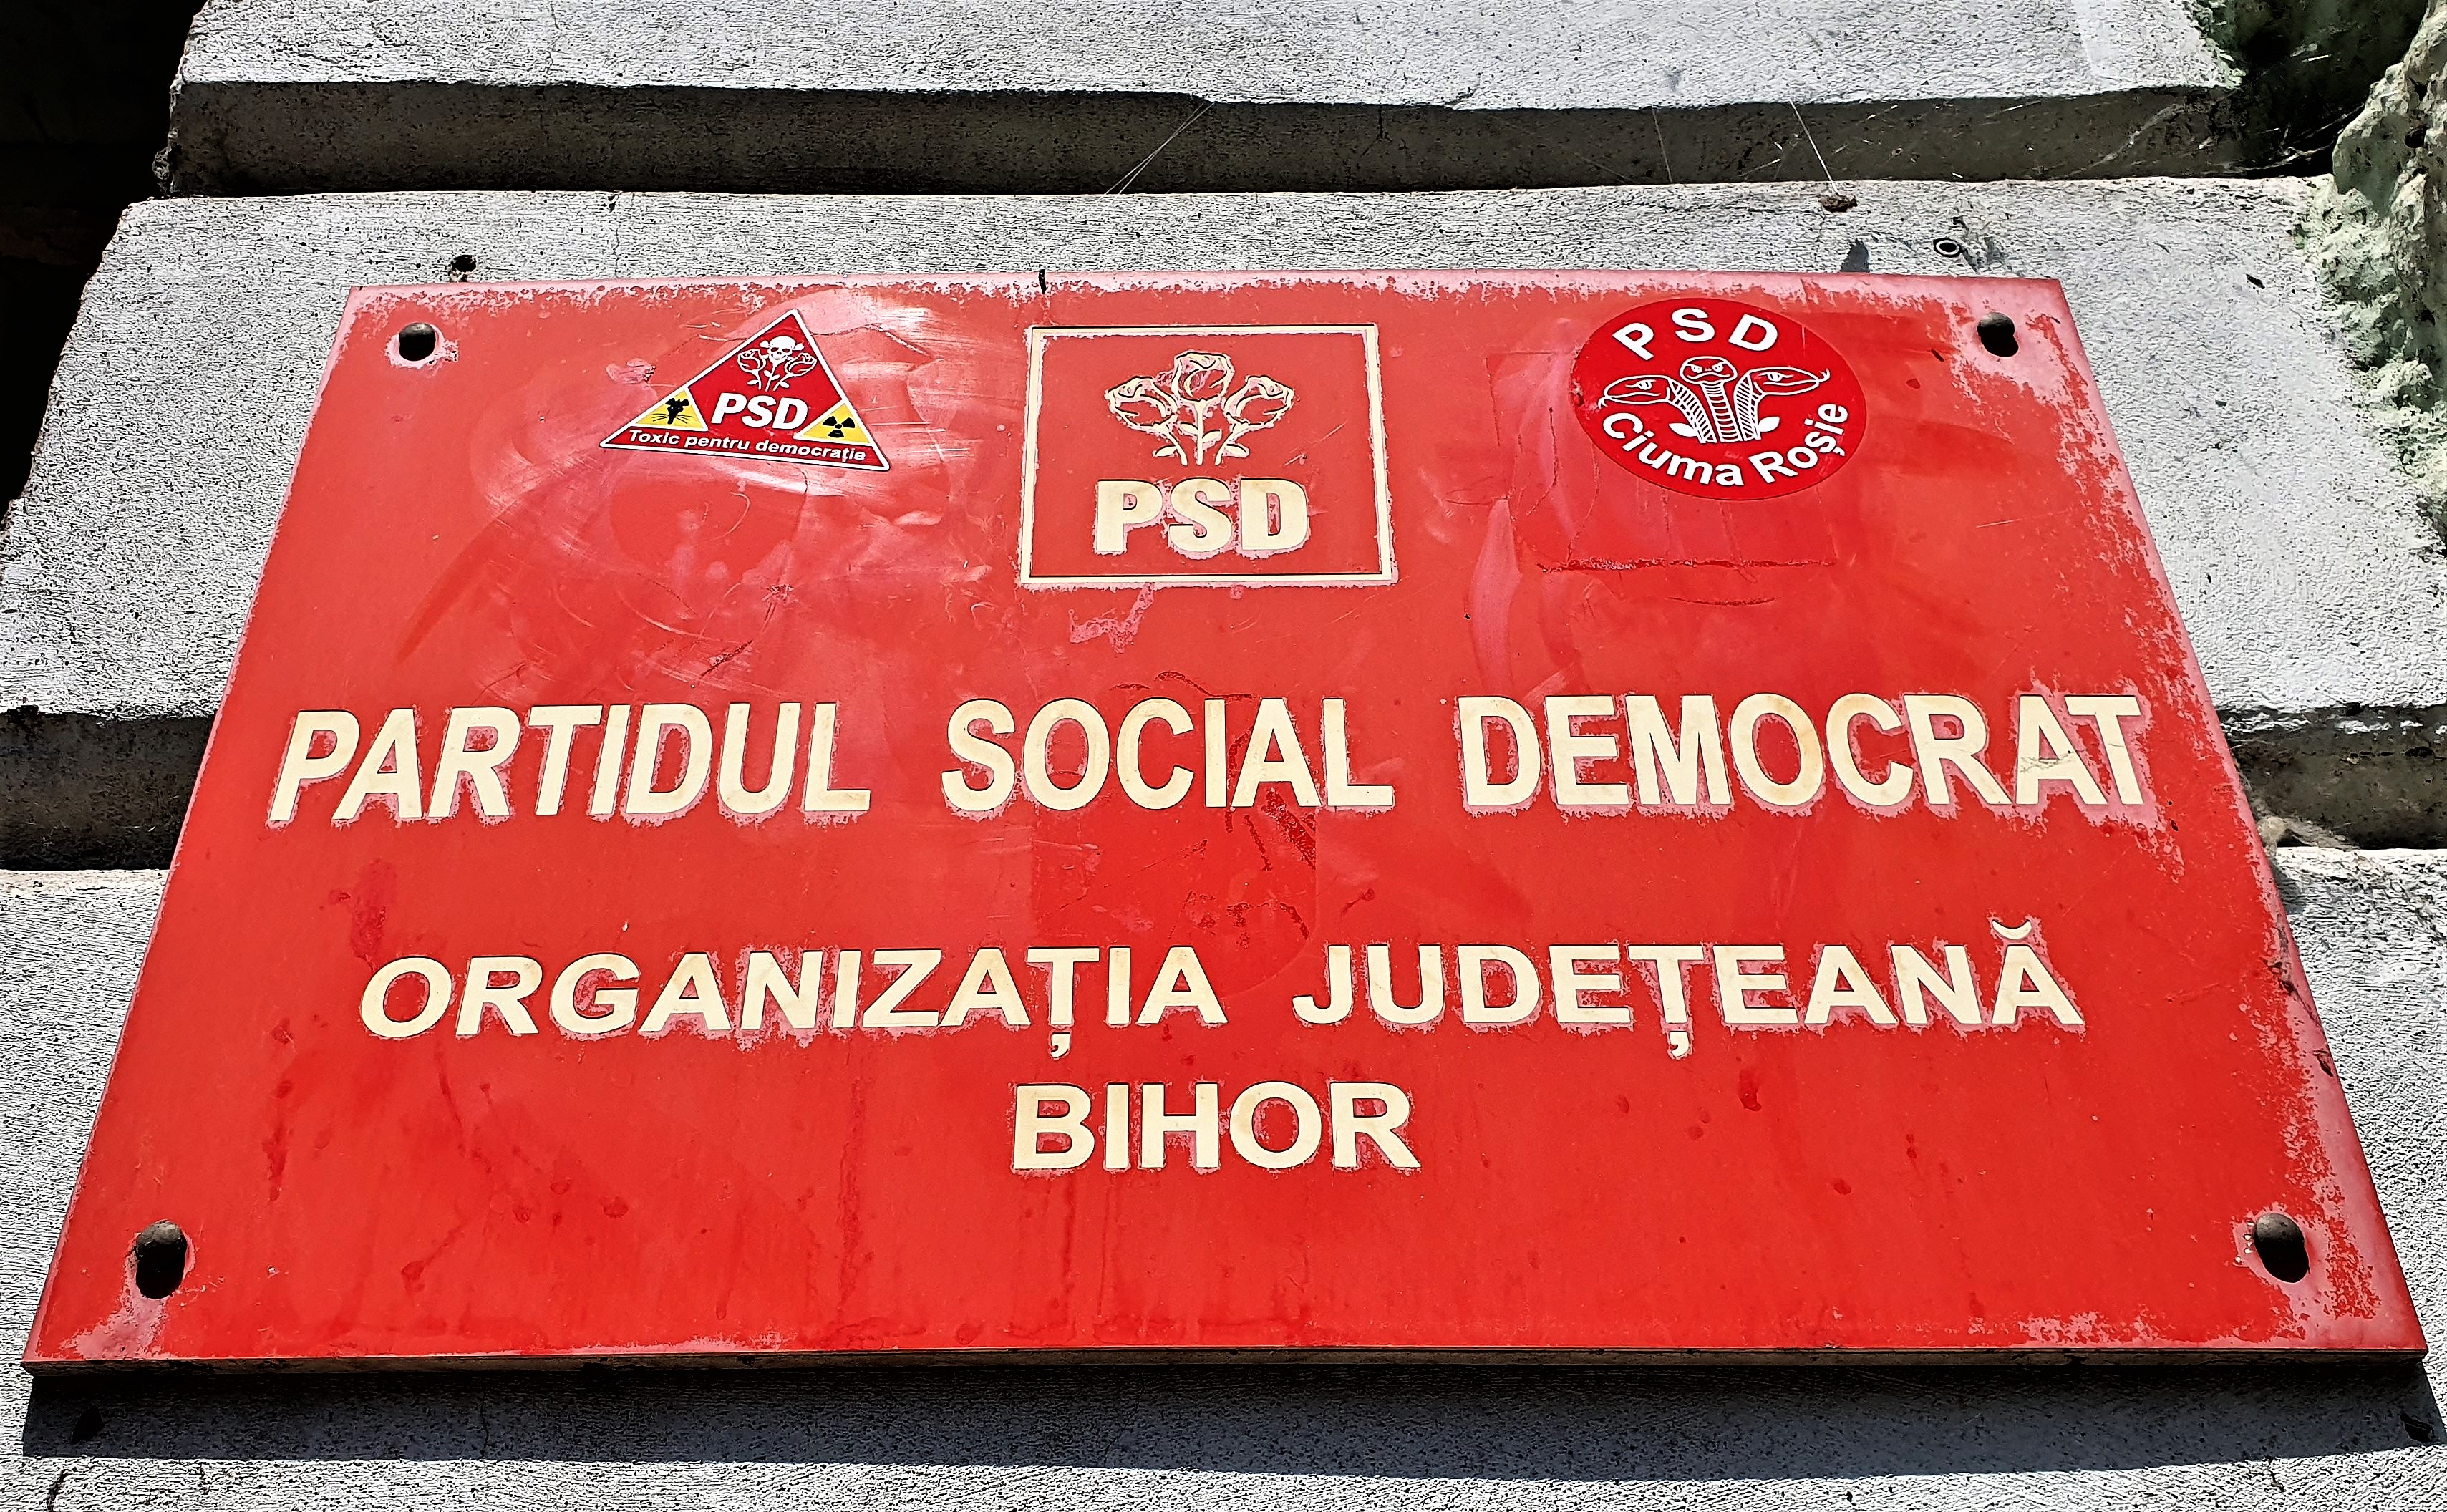 PSD
Toxic pentru democrație
PSD
PSD
Ciuma Roșie
PARTIDUL SOCIAL DEMOCRAT
ORGANIZAȚIA JUDEȚEANĂ
BIHOR